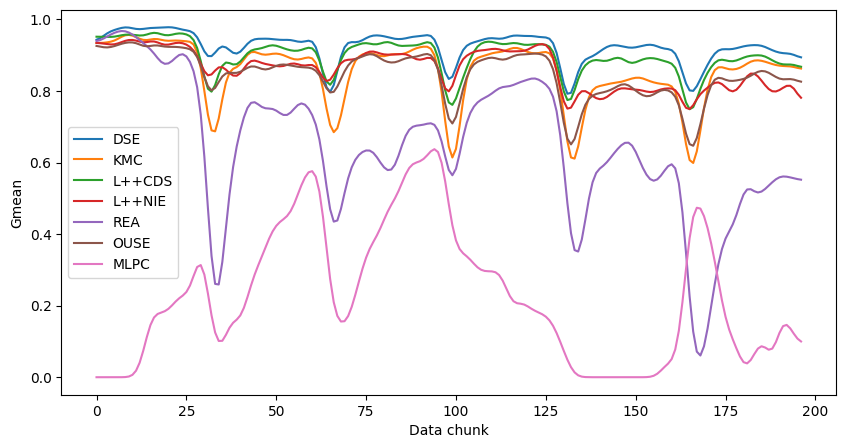 1.0
0.8
0.6
0.4
0.2
0.0
Gmean
DSE
KMC
L++CDS
L++NIE
REA
OUSE
MLPC
0 25 50 75 100 125 150 175 200
Data chunk